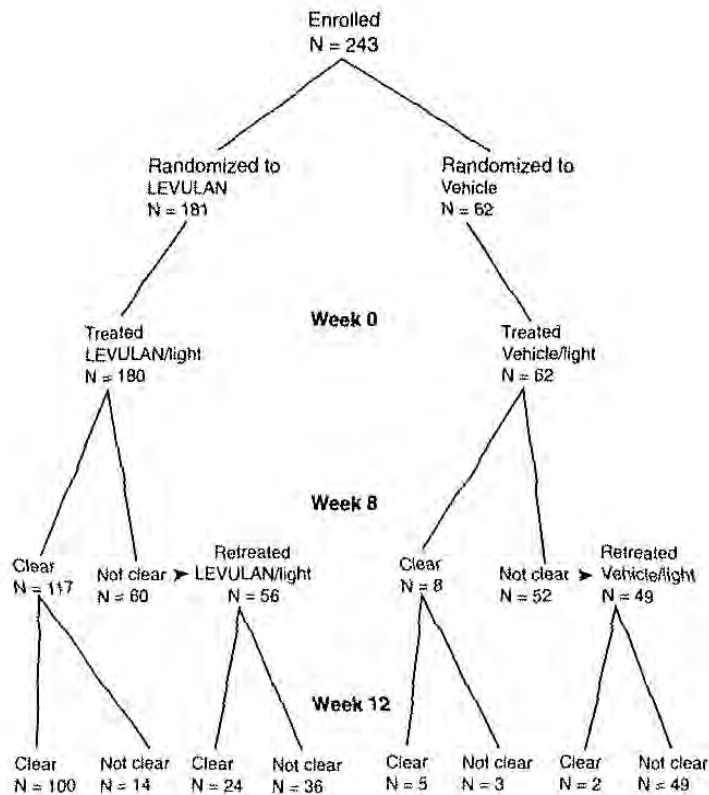 Enrolled
N = 243
Randomized to
LEVULAN
N = 181
Randomized to
Vehicle
N = 62
Week 0
Treated
LEVULAN/light
N = 180
Treated
Vehicle/light
N = 62
Week 8
Clear
N = 117
Not clear ➤
N = 60
Retreated
LEVULAN/light
N = 56
Clear
N = 8
Not clear ➤
N = 52
Retreated
Vehicle/light
N = 49
Week 12
Clear
N = 100
Not clear
N = 14
Clear
N = 24
Not clear
N = 36
Clear
N = 5
Not clear
N = 3
Clear
N = 2
Not clear
N = 49